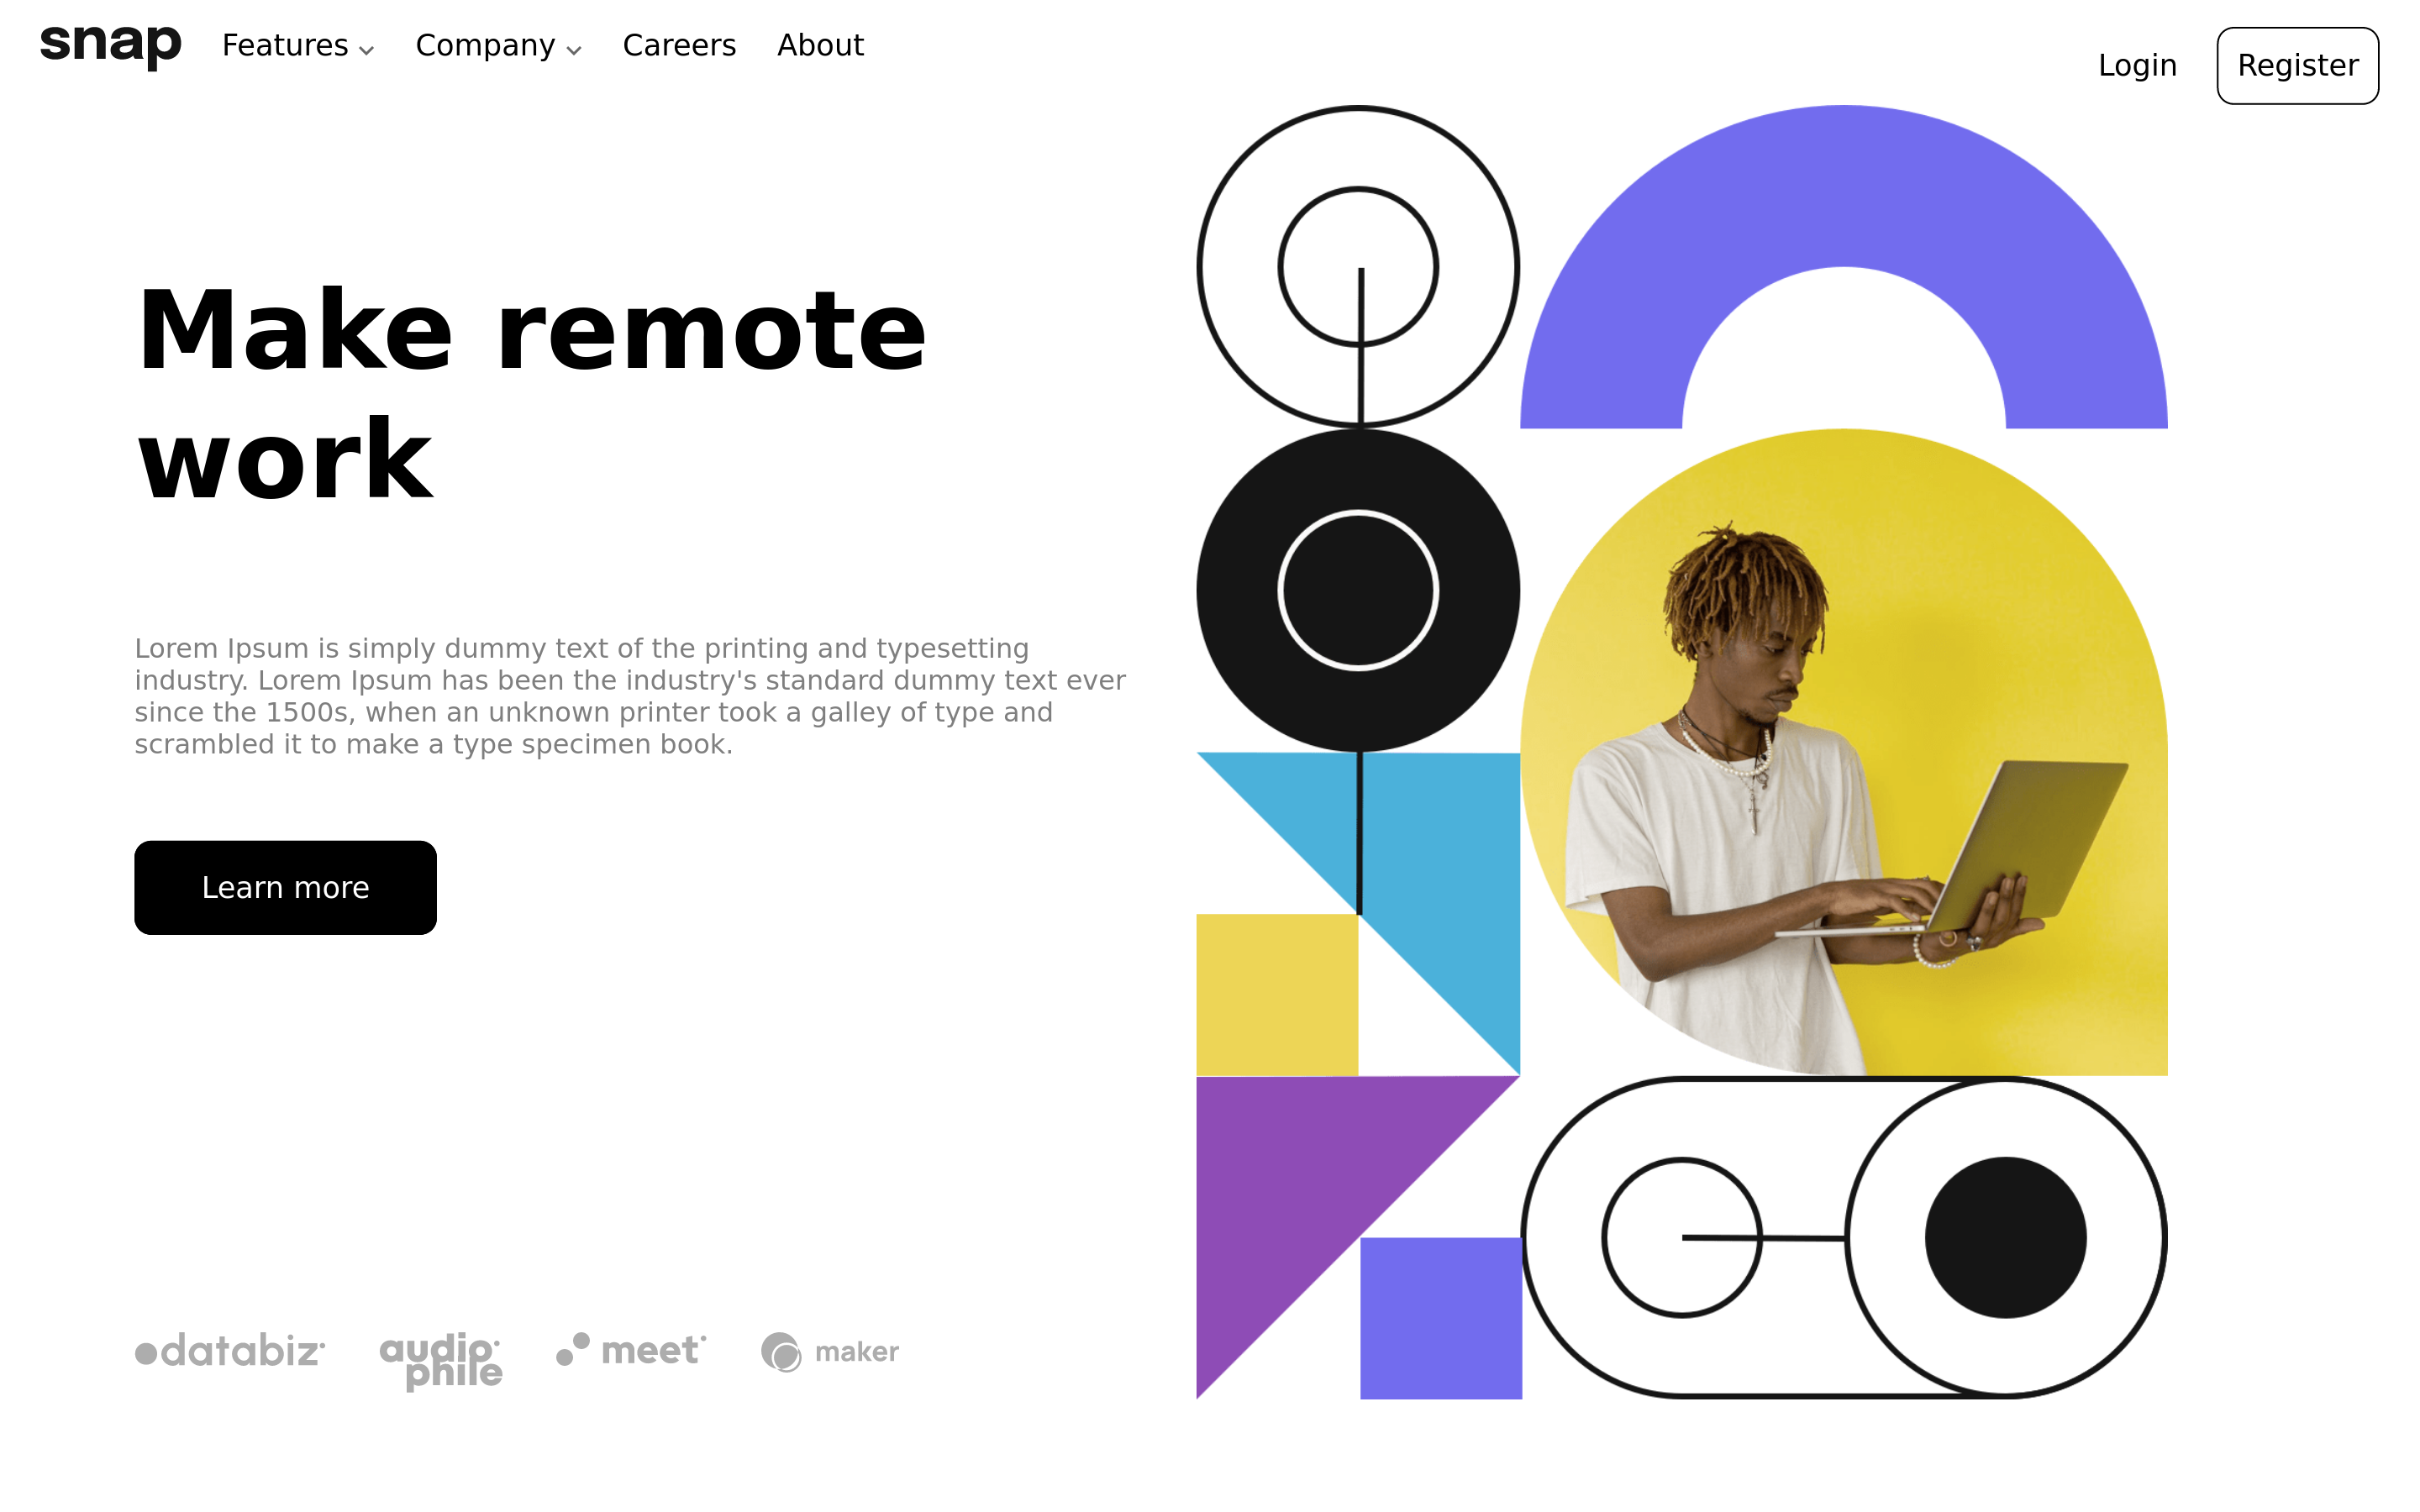 snap Features Company Careers About Login Register
Make remote
work
Lorem Ipsum is simply dummy text of the printing and typesetting
industry. Lorem Ipsum has been the industry's standard dummy text ever
since the 1500s, when an unknown printer took a galley of type and
scrambled it to make a type specimen book.
Learn more
databiz audio phile meet maker